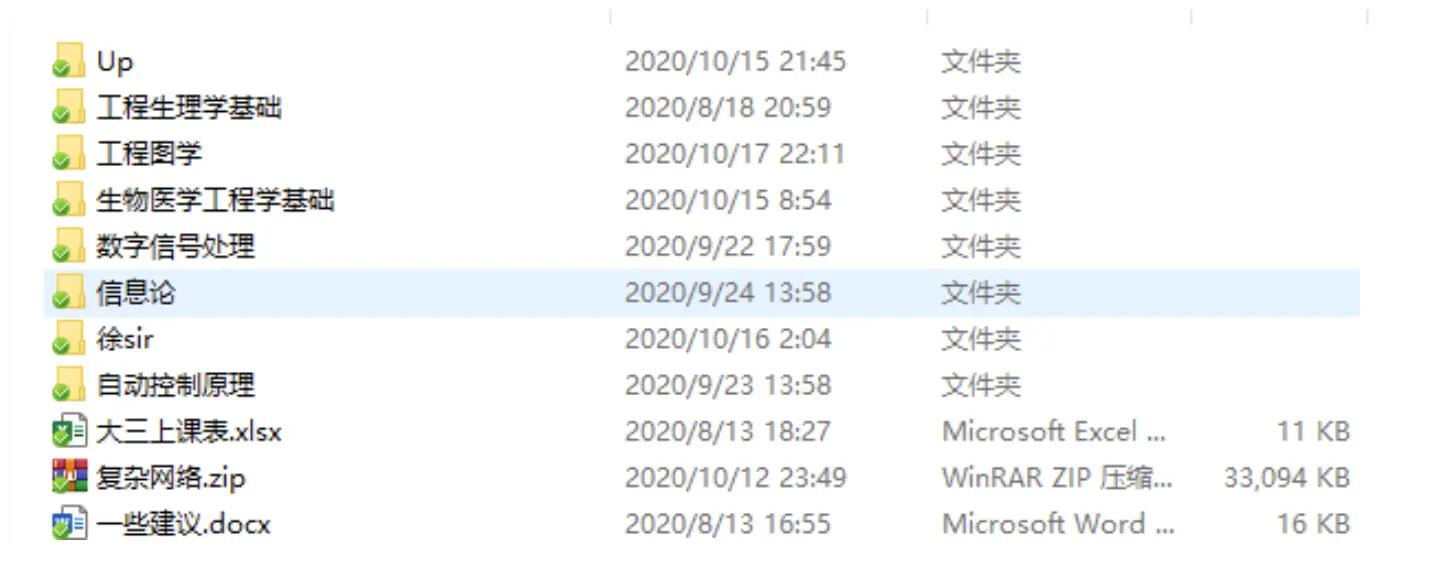 Up 2020/10/15 21:45 文件夹
工程生理学基础 2020/8/18 20:59 文件夹
工程图学 2020/10/17 22:11 文件夹
生物医学工程学基础 2020/10/15 8:54 文件夹
数字信号处理 2020/9/22 17:59 文件夹
信息论 2020/9/24 13:58 文件夹
徐sir 2020/10/16 2:04 文件夹
自动控制原理 2020/9/23 13:58 文件夹
大三上课表.xlsx 2020/8/13 18:27 Microsoft Excel ... 11 KB
复杂网络.zip 2020/10/12 23:49 WinRAR ZIP 压缩... 33,094 KB
一些建议.docx 2020/8/13 16:55 Microsoft Word ... 16 KB